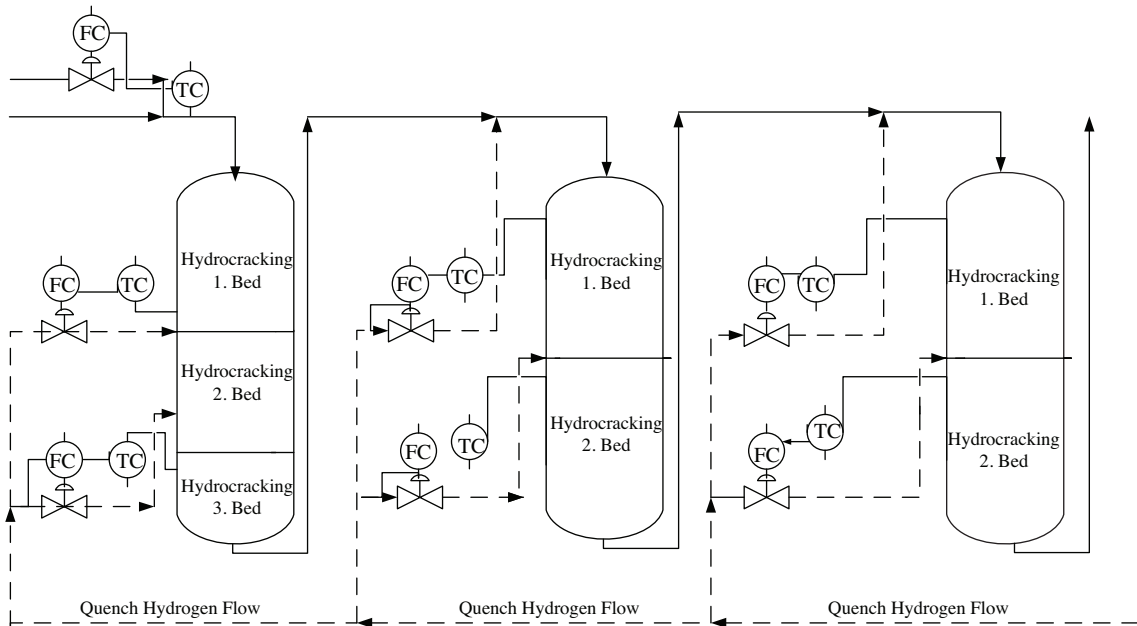 FC
TC
Hydrocracking
1. Bed
FC
TC
Hydrocracking
2. Bed
FC
TC
Hydrocracking
3. Bed
FC
TC
Hydrocracking
1. Bed
FC
TC
Hydrocracking
2. Bed
FC
TC
Hydrocracking
1. Bed
FC
TC
Hydrocracking
2. Bed
Quench Hydrogen Flow
Quench Hydrogen Flow
Quench Hydrogen Flow